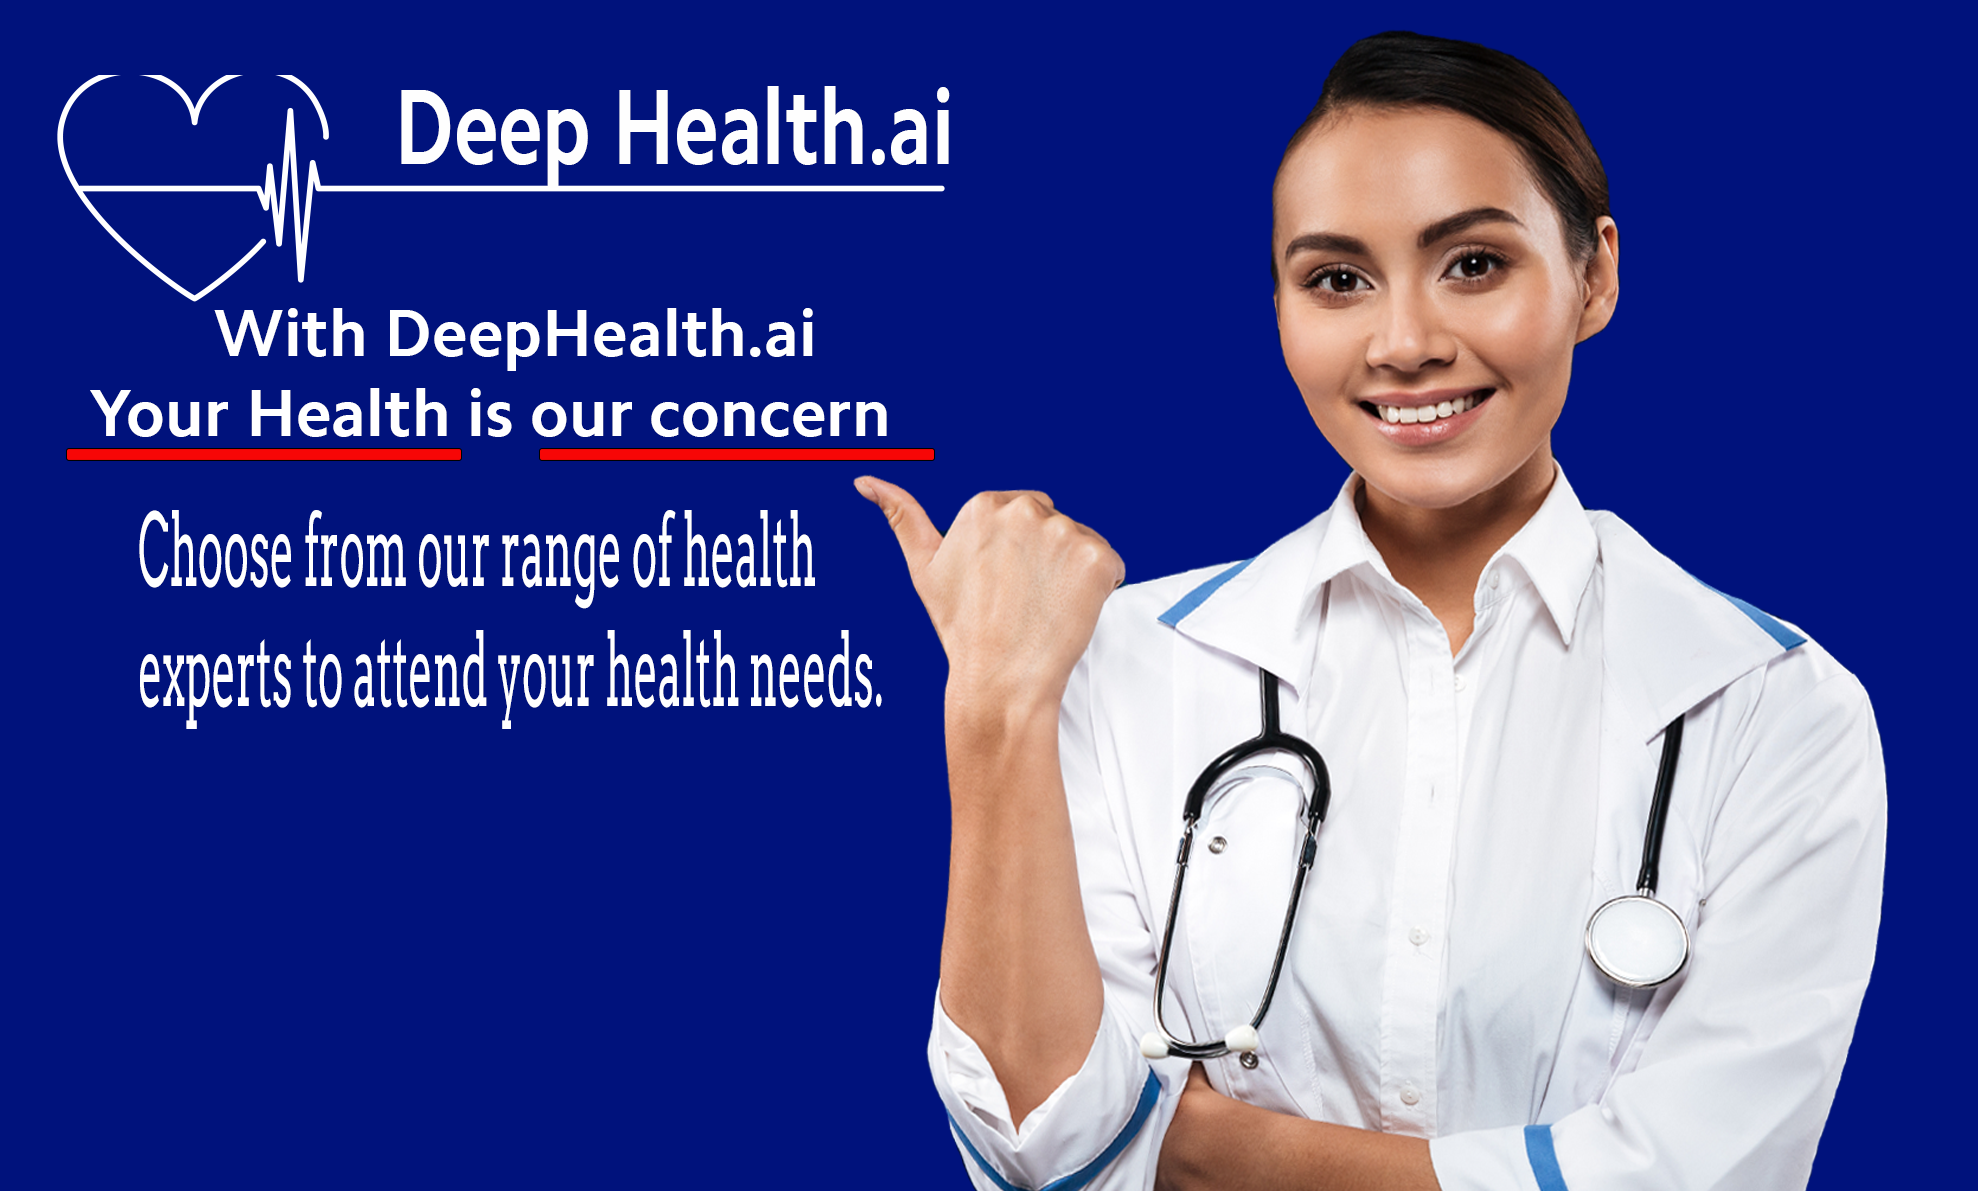 Deep Health.ai
With DeepHealth.ai
Your Health is our concern
Choose from our range of health
experts to attend your health needs.